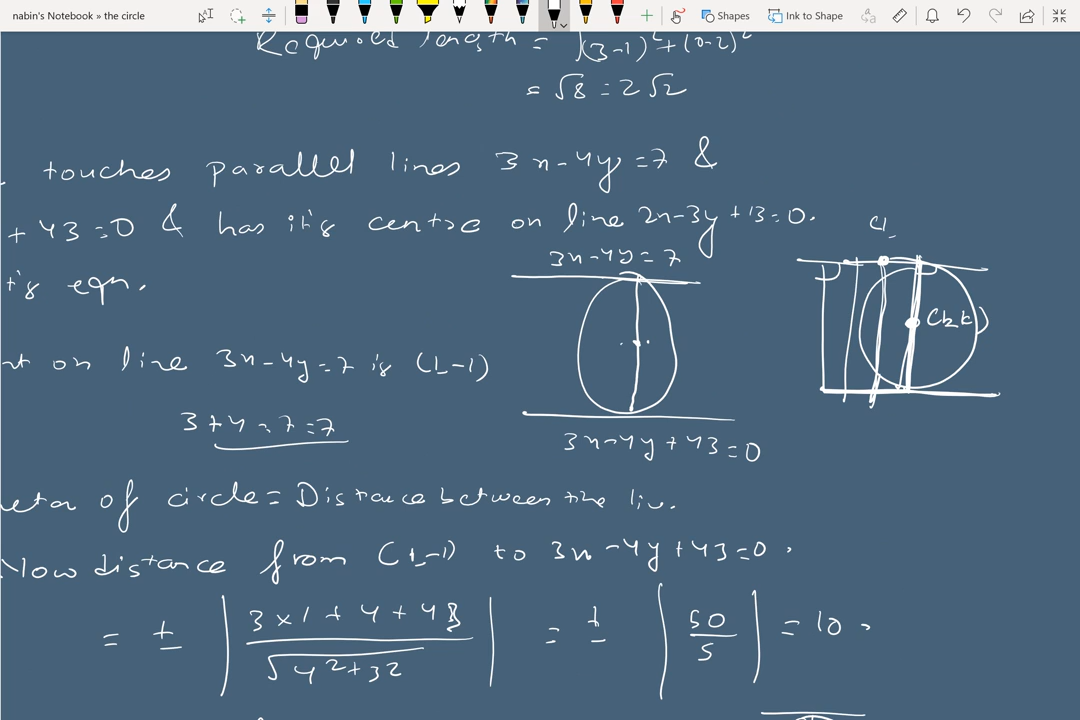 nabin's Notebook » the circle
Shapes
Ink to Shape
Required length = √(3-1)²+(0-2)²
= √8 = 2√2
touches parallel lines 3x-4y=7 &
+ 43=0 & has it's centre on line 2x-3y+13=0.
3x-4y=7
(h,k)
t's eqn.
nt on line 3x-4y=7 is (1,-1)
3+4=7=7
3x-4y+43=0
eter of circle = Distance between the lin.
Now distance from (1,-1) to 3x-4y+43=0.
= ± |3×1+4+43/√4²+3²| = ± |50/5| = 10.